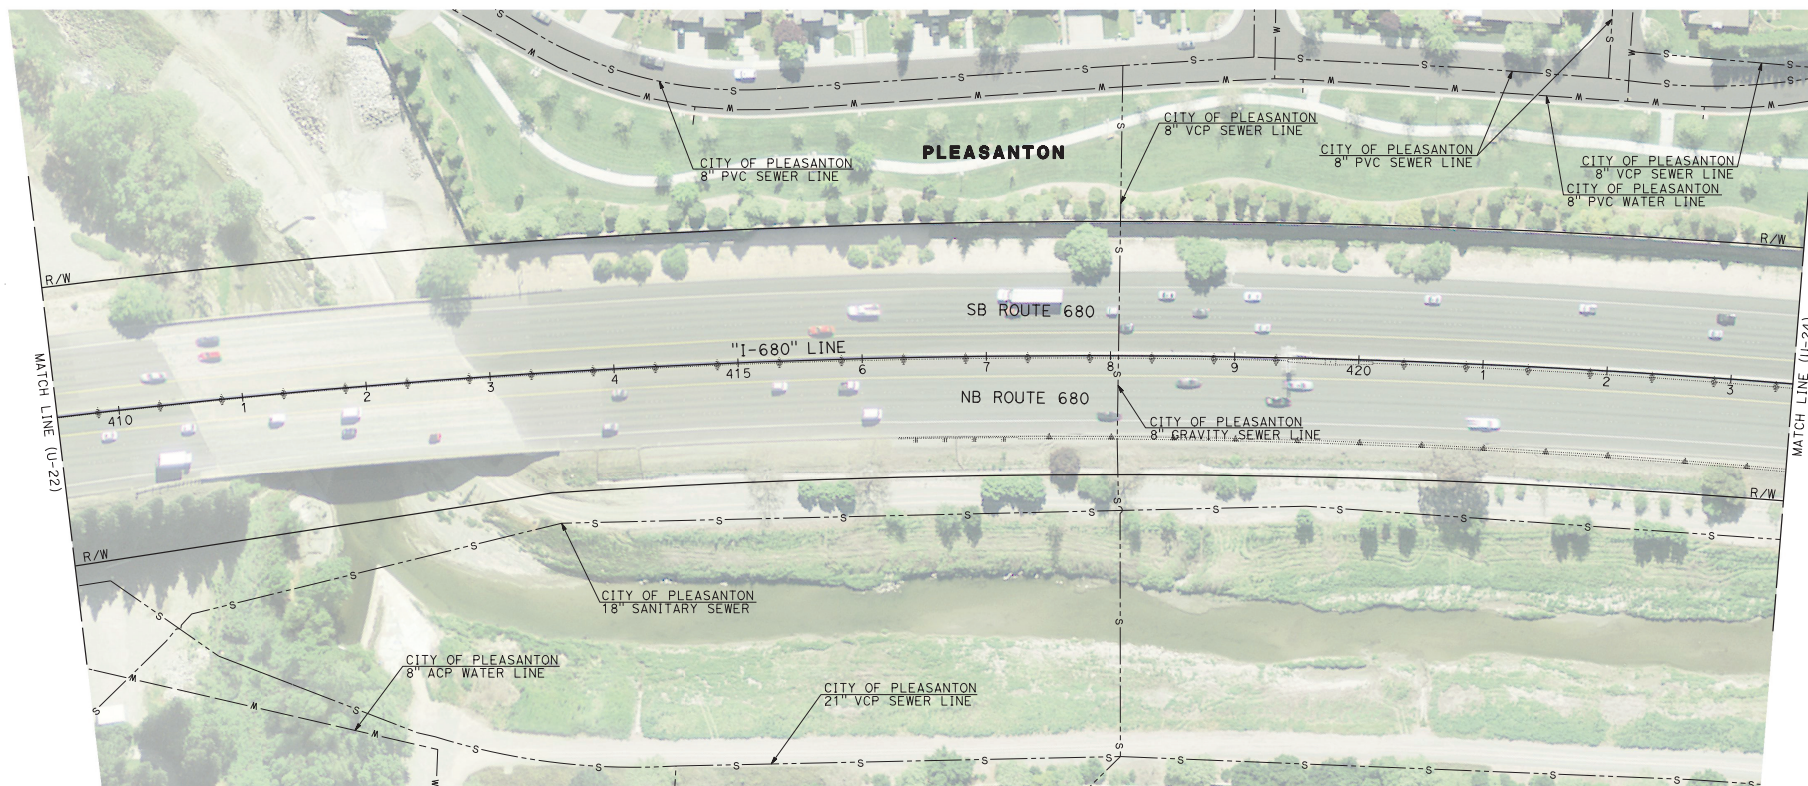 CITY OF PLEASANTON
8" VCP SEWER LINE
PLEASANTON
CITY OF PLEASANTON
8" PVC SEWER LINE
CITY OF PLEASANTON
8" PVC SEWER LINE
CITY OF PLEASANTON
8" VCP SEWER LINE
CITY OF PLEASANTON
8" PVC WATER LINE
R/W
R/W
SB ROUTE 680
"I-680" LINE
NB ROUTE 680
410
1
2
3
4
415
6
7
8
9
420
1
2
3
MATCH LINE (U-22)
MATCH LINE (U-24)
CITY OF PLEASANTON
8" GRAVITY SEWER LINE
R/W
R/W
CITY OF PLEASANTON
18" SANITARY SEWER
CITY OF PLEASANTON
8" ACP WATER LINE
CITY OF PLEASANTON
21" VCP SEWER LINE